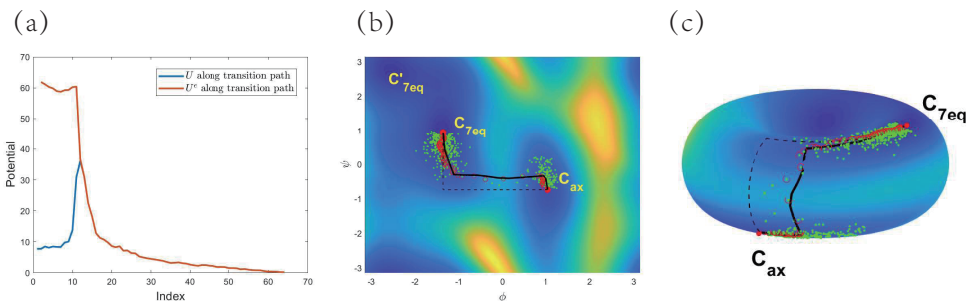 (a)
(b)
(c)
70
60
50
40
30
20
10
0
Potential
0 10 20 30 40 50 60 70
Index
U along transition path
Uᵉ along transition path
3
2
1
0
-1
-2
-3
ψ
-3 -2 -1 0 1 2 3
ϕ
C'7eq
C7eq
Cax
C7eq
Cax